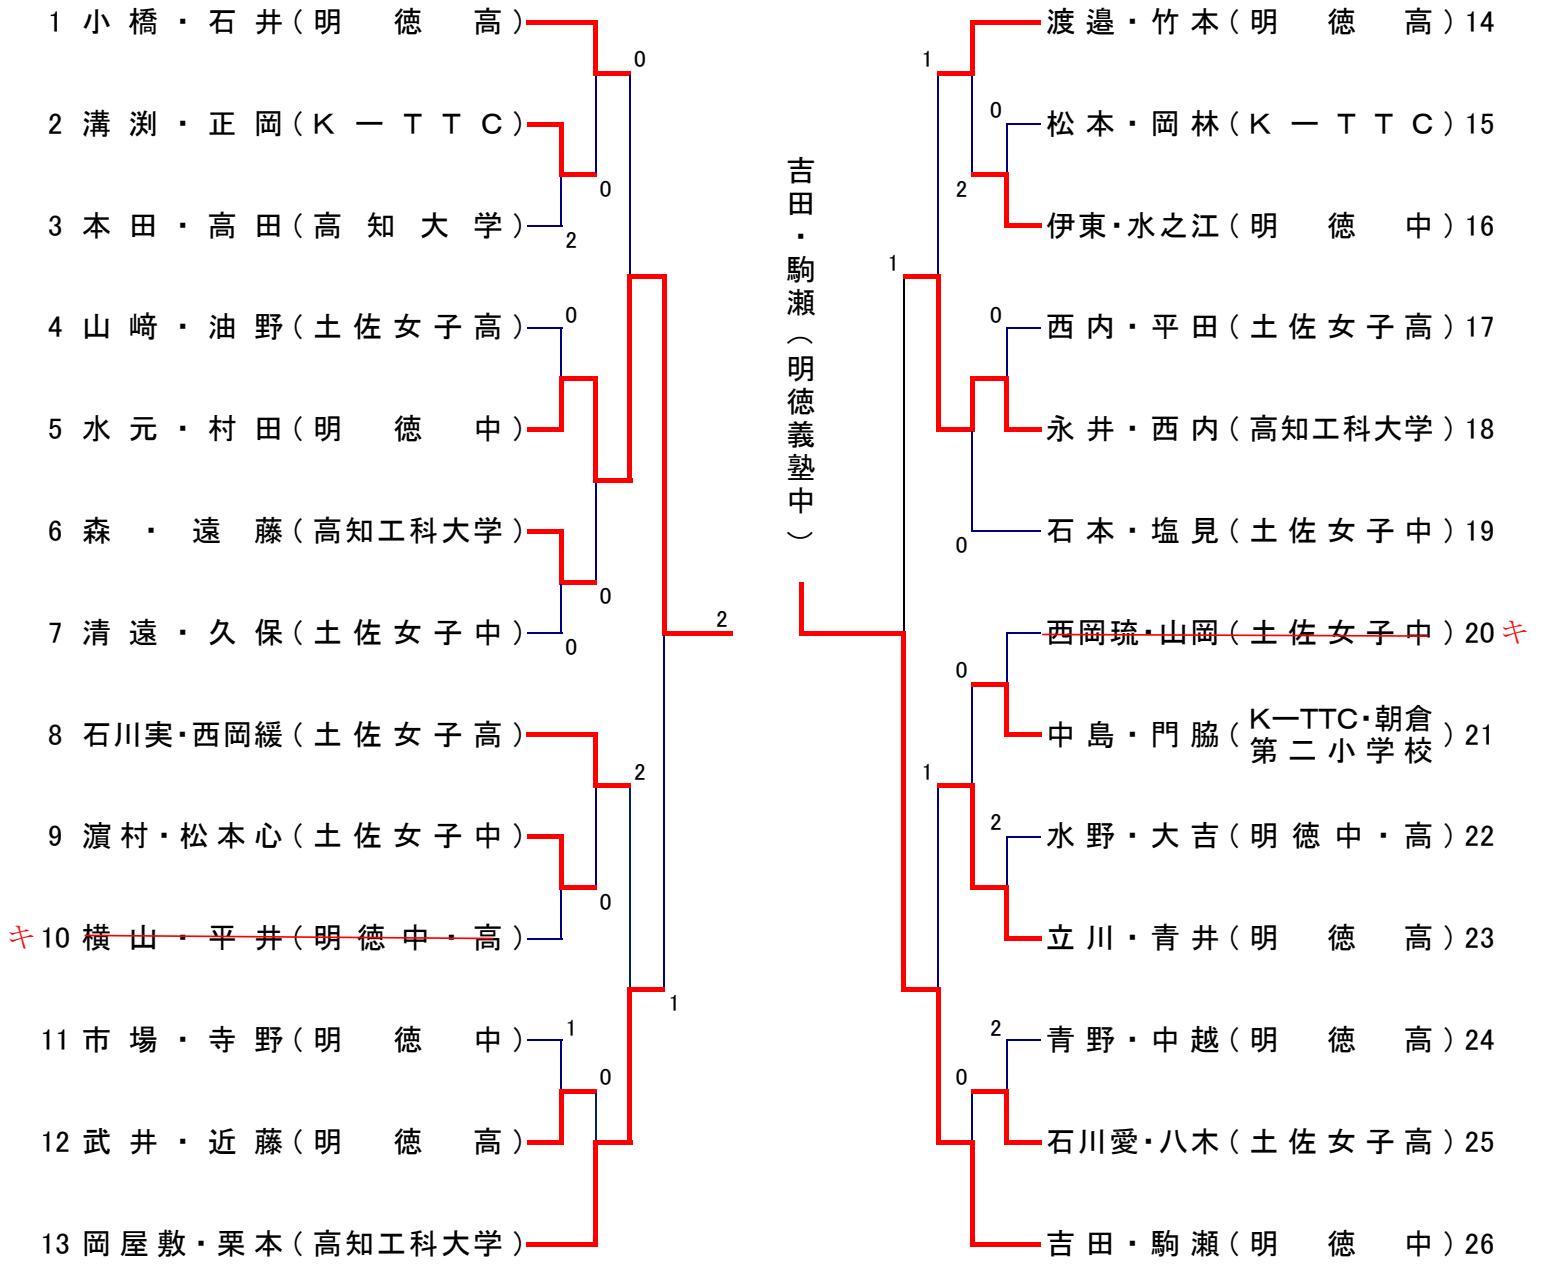 1 小橋・石井(明徳高)
2 溝渕・正岡(K-TTC)
3 本田・高田(高知大学)
4 山﨑・油野(土佐女子高)
5 水元・村田(明徳中)
6 森・遠藤(高知工科大学)
7 清遠・久保(土佐女子中)
8 石川実・西岡緩(土佐女子高)
9 濵村・松本心(土佐女子中)
キ 10 横山・平井(明徳中・高)
11 市場・寺野(明徳中)
12 武井・近藤(明徳高)
13 岡屋敷・栗本(高知工科大学)
0
0
2
0
0
0
2
0
1
0
1
2
吉田・駒瀬(明徳義塾中)
1
0
2
1
0
0
0
1
2
2
0
渡邉・竹本(明徳高)14
松本・岡林(K-TTC)15
伊東・水之江(明徳中)16
西内・平田(土佐女子高)17
永井・西内(高知工科大学)18
石本・塩見(土佐女子中)19
西岡琉・山岡(土佐女子中)20 キ
中島・門脇(K-TTC・朝倉
第二小学校)21
水野・大吉(明徳中・高)22
立川・青井(明徳高)23
青野・中越(明徳高)24
石川愛・八木(土佐女子高)25
吉田・駒瀬(明徳中)26